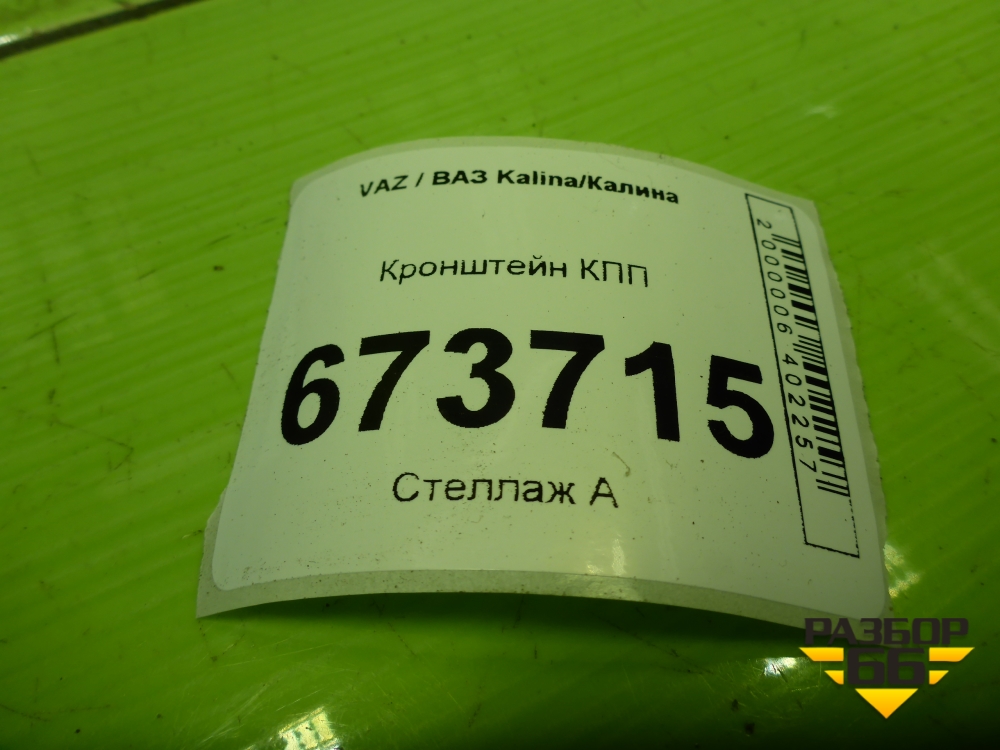 VAZ / ВАЗ Kalina/Калина
Кронштейн КПП
673715
Стеллаж А
2000006402257
РАЗБОР
66